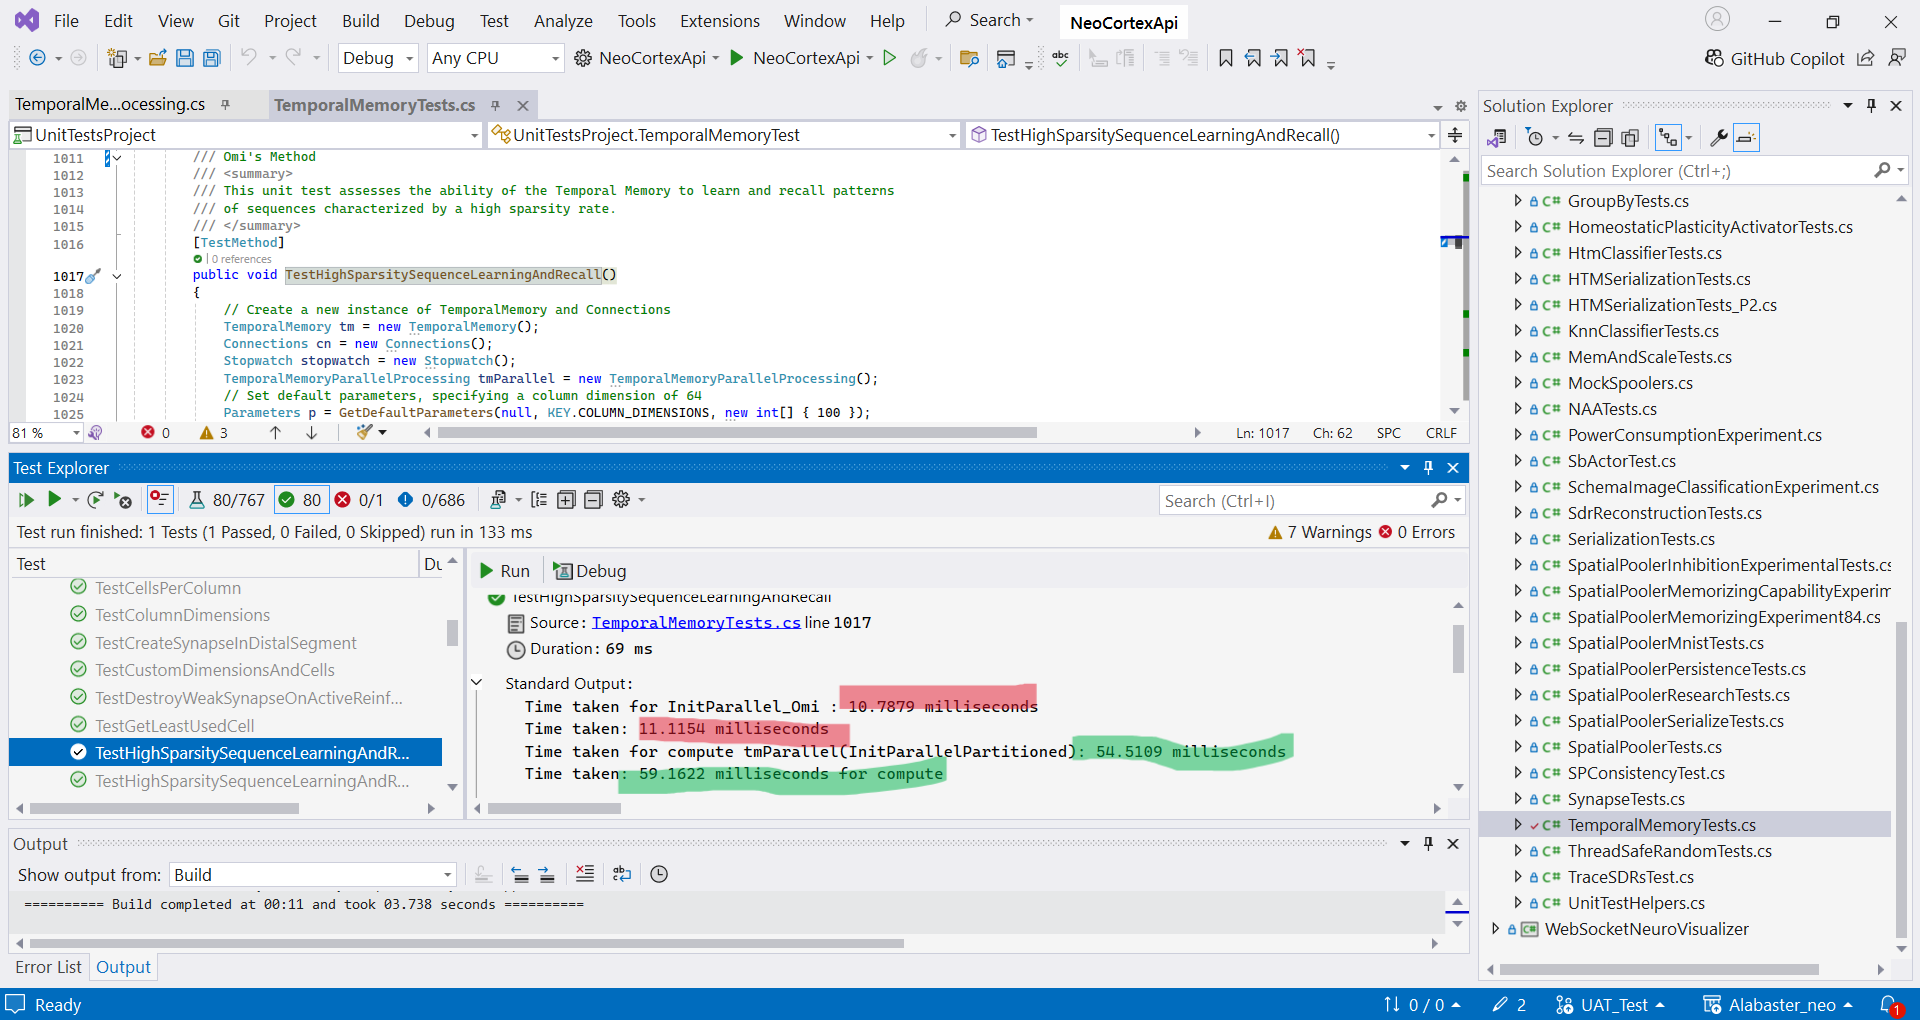 File Edit View Git Project Build Debug Test Analyze Tools Extensions Window Help Search NeoCortexApi
Debug Any CPU NeoCortexApi NeoCortexApi GitHub Copilot
TemporalMe...ocessing.cs TemporalMemoryTests.cs
UnitTestsProject UnitTestsProject.TemporalMemoryTest TestHighSparsitySequenceLearningAndRecall()
1011 /// Omi's Method
1012 /// <summary>
1013 /// This unit test assesses the ability of the Temporal Memory to learn and recall patterns
1014 /// of sequences characterized by a high sparsity rate.
1015 /// </summary>
1016 [TestMethod]
0 references
1017 public void TestHighSparsitySequenceLearningAndRecall()
1018 {
1019 // Create a new instance of TemporalMemory and Connections
1020 TemporalMemory tm = new TemporalMemory();
1021 Connections cn = new Connections();
1022 Stopwatch stopwatch = new Stopwatch();
1023 TemporalMemoryParallelProcessing tmParallel = new TemporalMemoryParallelProcessing();
1024 // Set default parameters, specifying a column dimension of 64
1025 Parameters p = GetDefaultParameters(null, KEY.COLUMN_DIMENSIONS, new int[] { 100 });
81 % 0 3 Ln: 1017 Ch: 62 SPC CRLF
Test Explorer
80/767 80 0/1 0/686 Search (Ctrl+I)
Test run finished: 1 Tests (1 Passed, 0 Failed, 0 Skipped) run in 133 ms 7 Warnings 0 Errors
Test Du
TestCellsPerColumn
TestColumnDimensions
TestCreateSynapseInDistalSegment
TestCustomDimensionsAndCells
TestDestroyWeakSynapseOnActiveReinf...
TestGetLeastUsedCell
TestHighSparsitySequenceLearningAndR...
TestHighSparsitySequenceLearningAndR...
Run Debug
TestHighSparsitySequenceLearningAndRecall
Source: TemporalMemoryTests.cs line 1017
Duration: 69 ms
Standard Output:
Time taken for InitParallel_Omi : 10.7879 milliseconds
Time taken: 11.1154 milliseconds
Time taken for compute tmParallel(InitParallelPartitioned): 54.5109 milliseconds
Time taken: 59.1622 milliseconds for compute
Output
Show output from: Build
========== Build completed at 00:11 and took 03.738 seconds ==========
Error List Output
Solution Explorer
Search Solution Explorer (Ctrl+;)
C# GroupByTests.cs
C# HomeostaticPlasticityActivatorTests.cs
C# HtmClassifierTests.cs
C# HTMSerializationTests.cs
C# HTMSerializationTests_P2.cs
C# KnnClassifierTests.cs
C# MemAndScaleTests.cs
C# MockSpoolers.cs
C# NAATests.cs
C# PowerConsumptionExperiment.cs
C# SbActorTest.cs
C# SchemaImageClassificationExperiment.cs
C# SdrReconstructionTests.cs
C# SerializationTests.cs
C# SpatialPoolerInhibitionExperimentalTests.cs
C# SpatialPoolerMemorizingCapabilityExperim
C# SpatialPoolerMemorizingExperiment84.cs
C# SpatialPoolerMnistTests.cs
C# SpatialPoolerPersistenceTests.cs
C# SpatialPoolerResearchTests.cs
C# SpatialPoolerSerializeTests.cs
C# SpatialPoolerTests.cs
C# SPConsistencyTest.cs
C# SynapseTests.cs
C# TemporalMemoryTests.cs
C# ThreadSafeRandomTests.cs
C# TraceSDRsTest.cs
C# UnitTestHelpers.cs
WebSocketNeuroVisualizer
Ready 0 / 0 2 UAT_Test Alabaster_neo 1